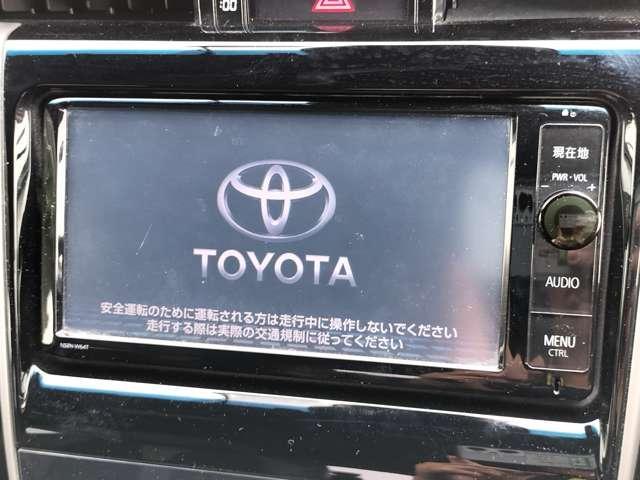 :00
現在地
PWR・VOL
− +
TOYOTA
AUDIO
安全運転のために運転される方は走行中に操作しないでください
走行する際は実際の交通規制に従ってください
MENU
CTRL
NSZN-W64T